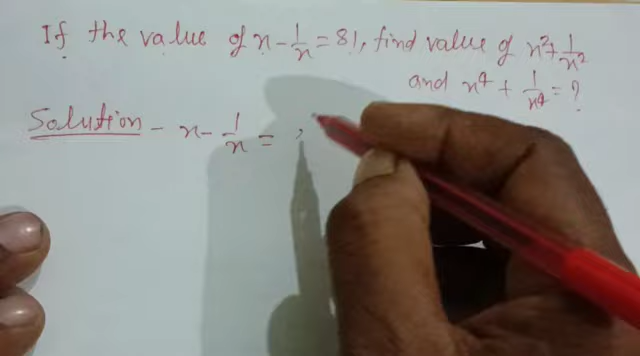 If the value of x - 1/x = 81, find value of x² + 1/x²
and x⁴ + 1/x⁴ = ?
Solution - x - 1/x =